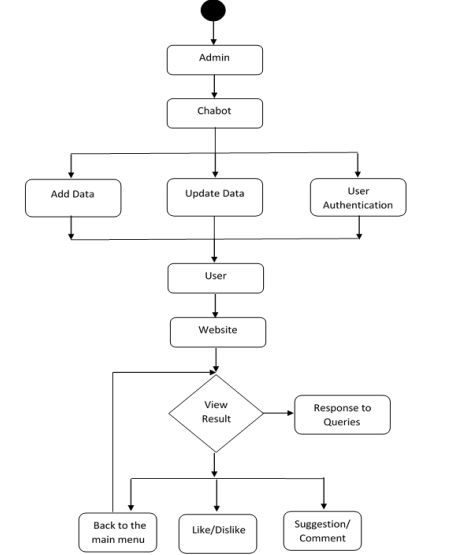 Admin
Chabot
Add Data
Update Data
User
Authentication
User
Website
View
Result
Response to
Queries
Back to the
main menu
Like/Dislike
Suggestion/
Comment